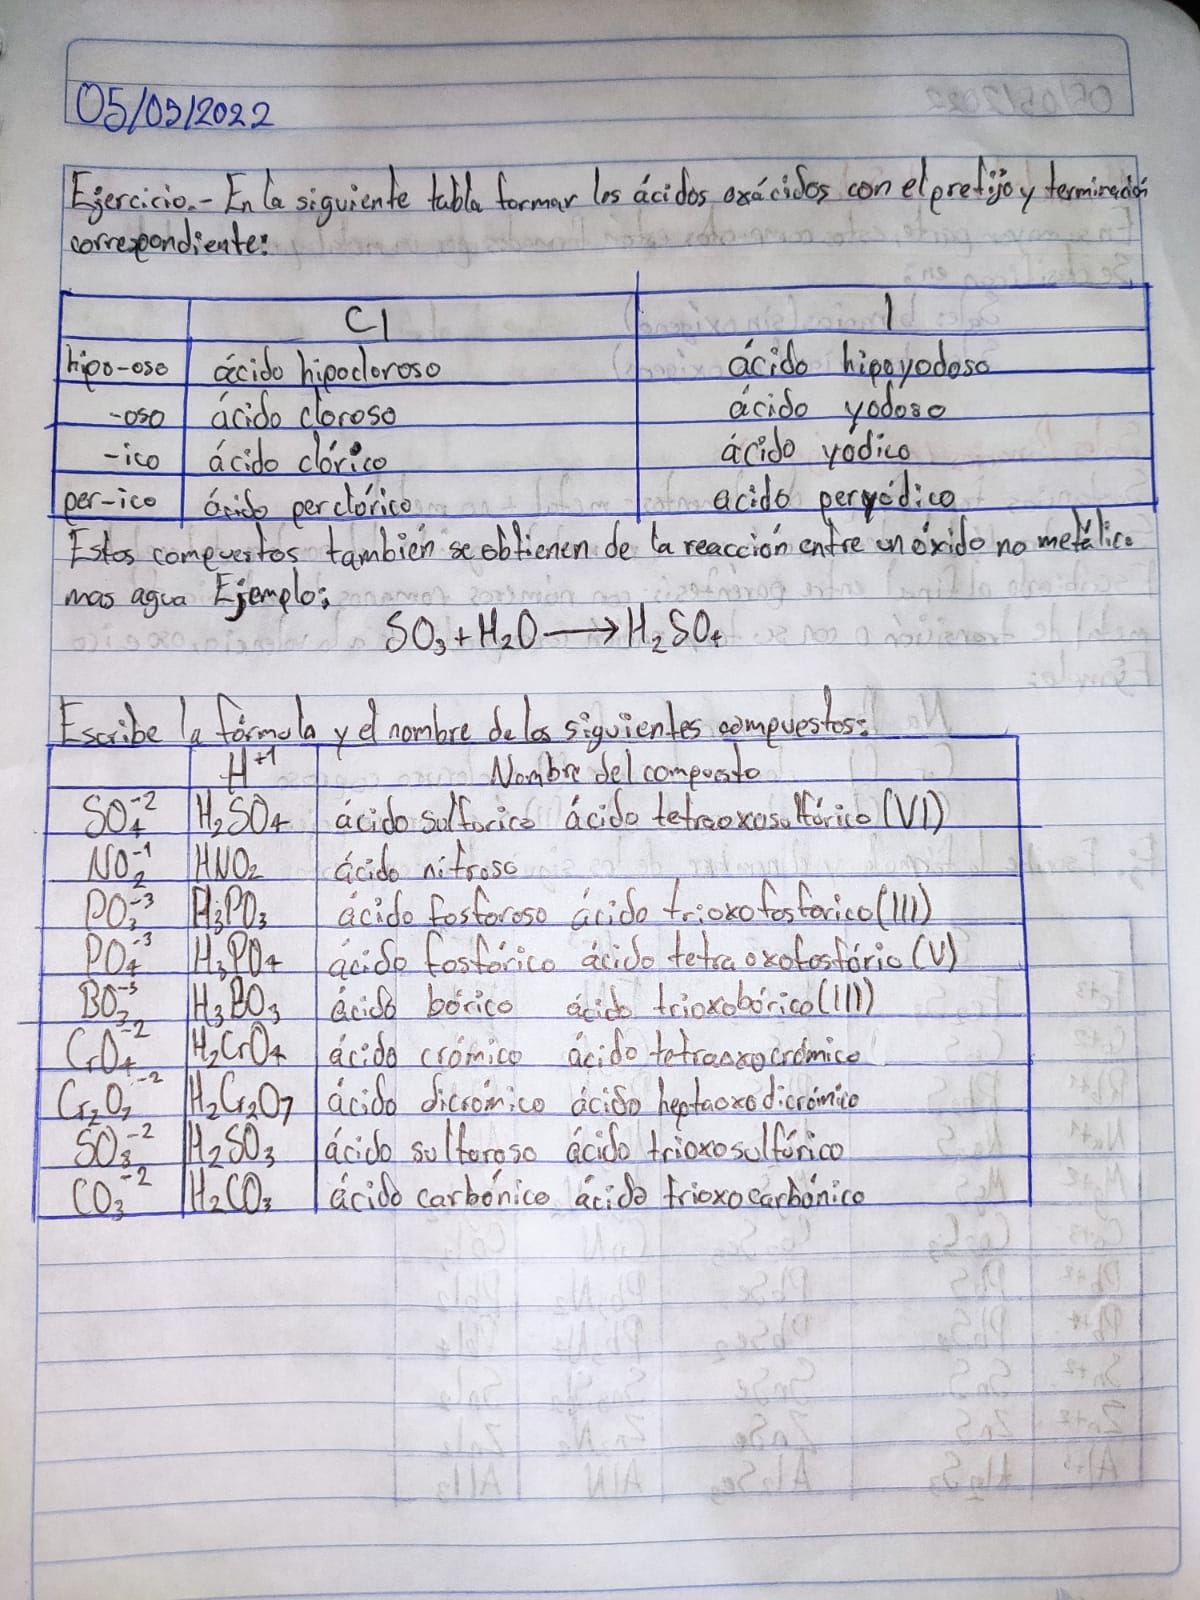 05/05/2022
Ejercicio.- En la siguiente tabla formar los ácidos oxácidos con el prefijo y terminación
correspondiente:
Cl I
hipo-oso ácido hipocloroso ácido hipoyodoso
-oso ácido cloroso ácido yodoso
-ico ácido clórico ácido yódico
per-ico ácido perclórico acido peryódico
Estos compuestos también se obtienen de la reacción entre un óxido no metálico
mas agua Ejemplo:
SO₃ + H₂O ⟶ H₂SO₄
Escribe la fórmula y el nombre de los siguientes compuestos:
H⁺¹ Nombre del compuesto
SO₄⁻² H₂SO₄ ácido sulfurico ácido tetraoxosulfúrico (VI)
NO₂⁻¹ HNO₂ ácido nitroso
PO₃⁻³ H₃PO₃ ácido fosforoso ácido trioxofosforico (III)
PO₄⁻³ H₃PO₄ ácido fosfórico ácido tetraoxofosfório (V)
BO₃⁻³ H₃BO₃ ácido bórico ácido trioxobórico (III)
CrO₄⁻² H₂CrO₄ ácido crómico ácido tetraoxocrómico
Cr₂O₇⁻² H₂Cr₂O₇ ácido dicrómico ácido heptaoxodicrómico
SO₃⁻² H₂SO₃ ácido sulfuroso ácido trioxosulfúrico
CO₃⁻² H₂CO₃ ácido carbónico ácido trioxocarbónico